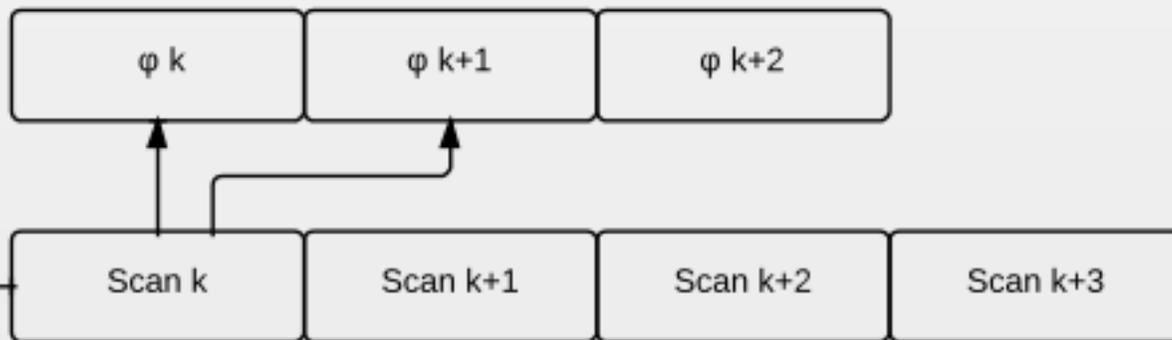 φ k φ k+1 φ k+2
Scan k Scan k+1 Scan k+2 Scan k+3